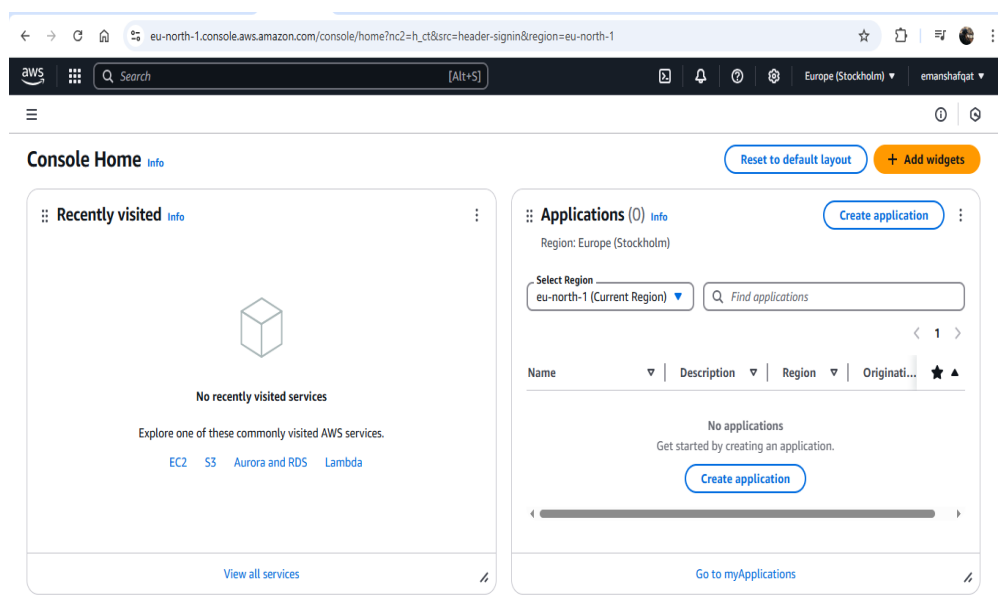 eu-north-1.console.aws.amazon.com/console/home?nc2=h_ct&src=header-signin&region=eu-north-1
aws Search [Alt+S] Europe (Stockholm) emanshafqat
Console Home Info Reset to default layout + Add widgets
Recently visited Info
No recently visited services
Explore one of these commonly visited AWS services.
EC2 S3 Aurora and RDS Lambda
View all services
Applications (0) Info Create application
Region: Europe (Stockholm)
Select Region
eu-north-1 (Current Region) Find applications
1
Name Description Region Originati...
No applications
Get started by creating an application.
Create application
Go to myApplications